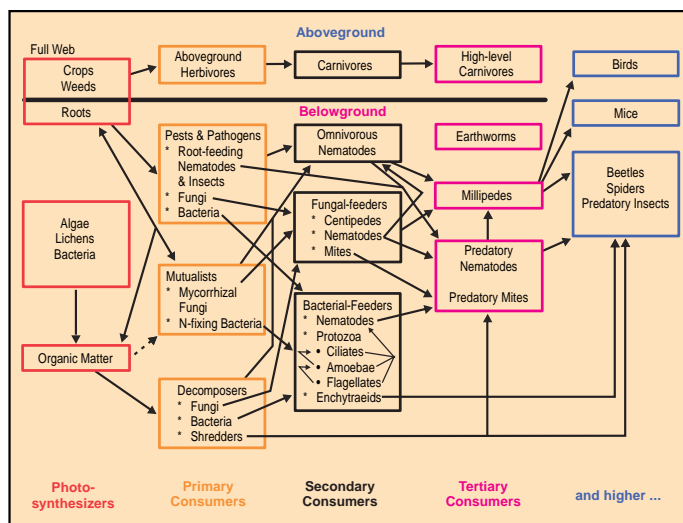 Aboveground
Full Web
Crops
Weeds
Aboveground
Herbivores
Carnivores
High-level
Carnivores
Birds
Roots
Belowground
Mice
Pests & Pathogens
* Root-feeding
Nematodes
& Insects
* Fungi
* Bacteria
Omnivorous
Nematodes
Earthworms
Millipedes
Beetles
Spiders
Predatory Insects
Fungal-feeders
* Centipedes
* Nematodes
* Mites
Algae
Lichens
Bacteria
Predatory
Nematodes
Predatory Mites
Mutualists
* Mycorrhizal
Fungi
* N-fixing Bacteria
Bacterial-Feeders
* Nematodes
* Protozoa
• Ciliates
• Amoebae
• Flagellates
* Enchytraeids
Organic Matter
Decomposers
* Fungi
* Bacteria
* Shredders
Photo-
synthesizers
Primary
Consumers
Secondary
Consumers
Tertiary
Consumers
and higher ...